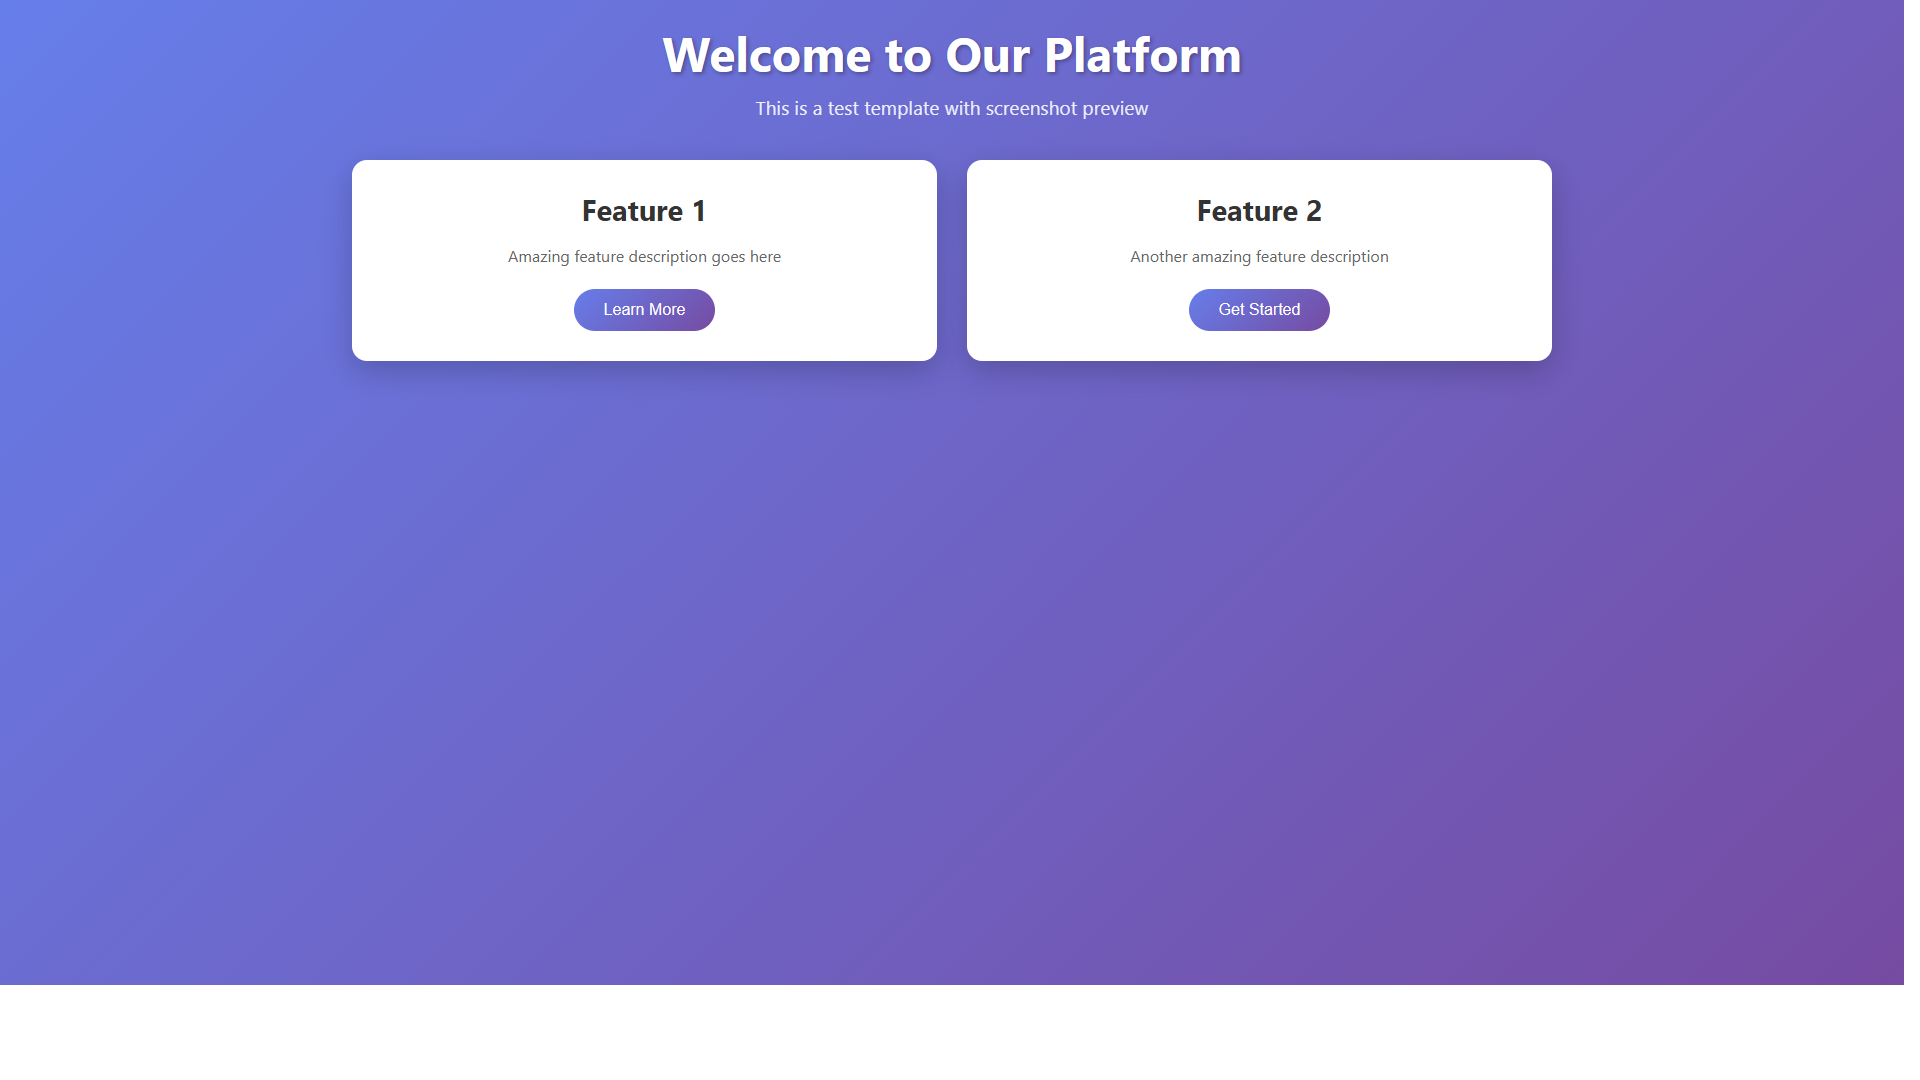 Welcome to Our Platform
This is a test template with screenshot preview
Feature 1
Amazing feature description goes here
Learn More
Feature 2
Another amazing feature description
Get Started